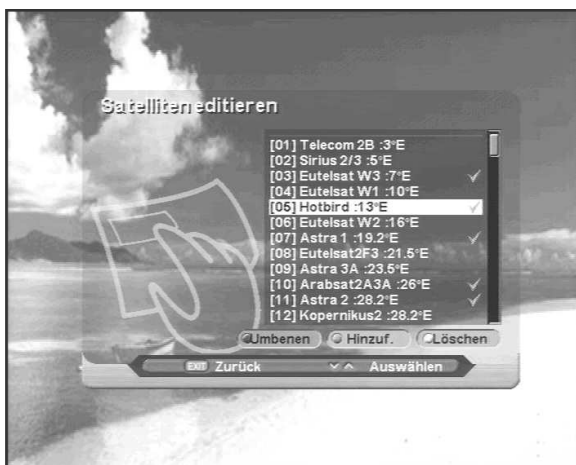 Satelliten editieren
[01] Telecom 2B :3°E
[02] Sirius 2/3 :5°E
[03] Eutelsat W3 :7°E
[04] Eutelsat W1 :10°E
[05] Hotbird :13°E
[06] Eutelsat W2 :16°E
[07] Astra 1 :19.2°E
[08] Eutelsat2F3 :21.5°E
[09] Astra 3A :23.5°E
[10] Arabsat2A3A :26°E
[11] Astra 2 :28.2°E
[12] Kopernikus2 :28.2°E
Umbenen Hinzuf. Löschen
EXIT Zurück Auswählen